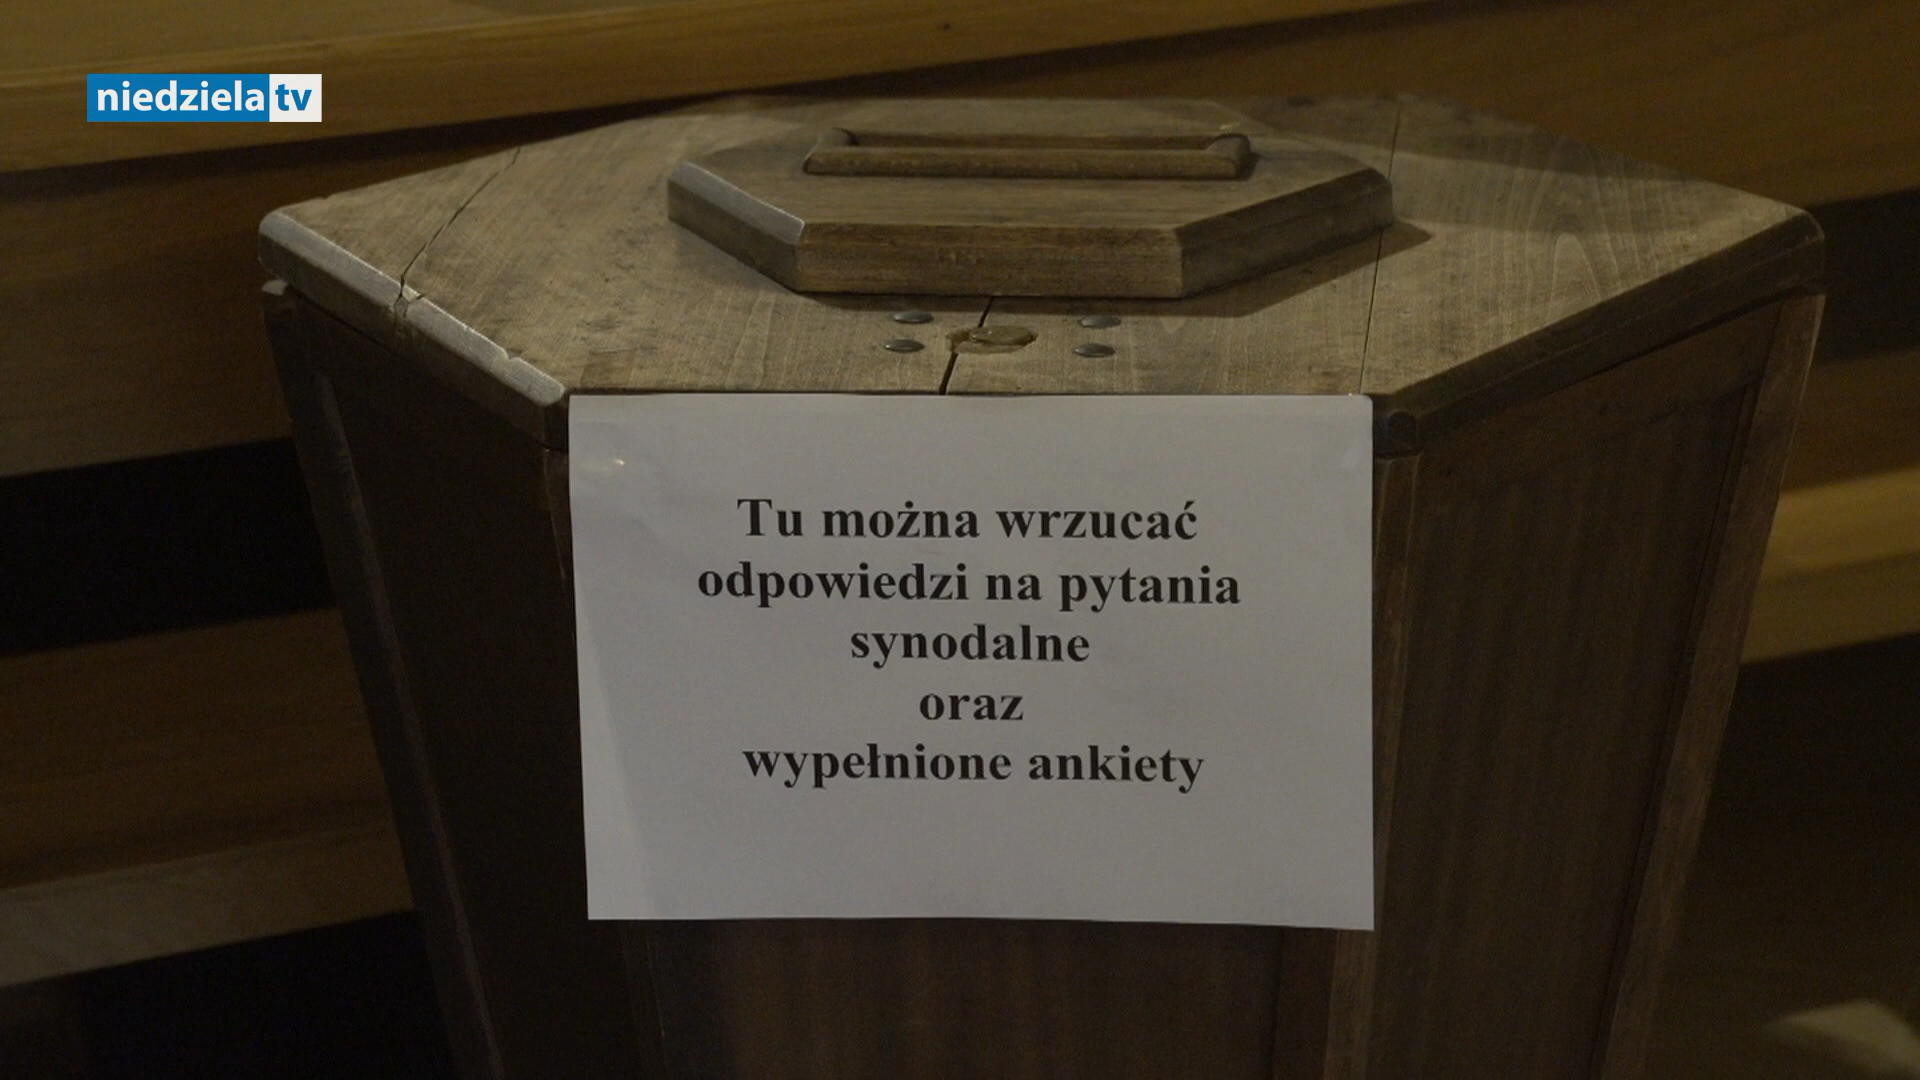 niedziela tv
Tu można wrzucać
odpowiedzi na pytania
synodalne
oraz
wypełnione ankiety